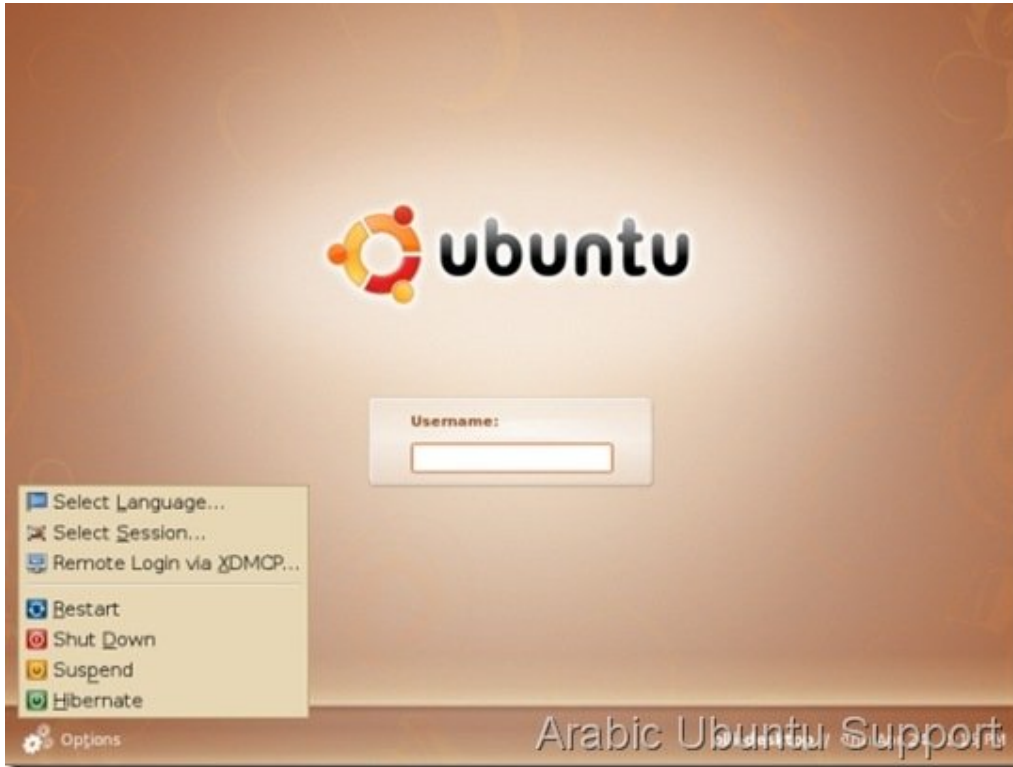 ubuntu
Username:
Select Language...
Select Session...
Remote Login via XDMCP...
Restart
Shut Down
Suspend
Hibernate
Options
Arabic Ubuntu Support